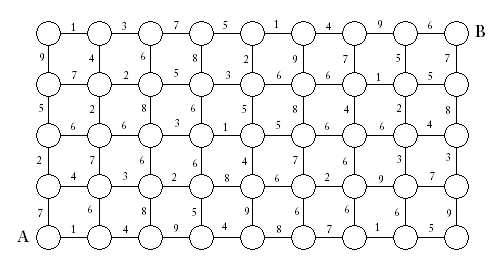 1 3 7 5 1 4 9 6 B
9 4 6 8 2 9 7 5 7
7 2 5 3 6 6 1 5
5 2 8 6 5 8 4 2 8
6 6 3 1 5 6 6 4
2 7 6 6 4 7 6 3 3
4 3 2 8 6 2 9 7
7 6 8 5 9 6 6 6 9
A 1 4 9 4 8 7 1 5